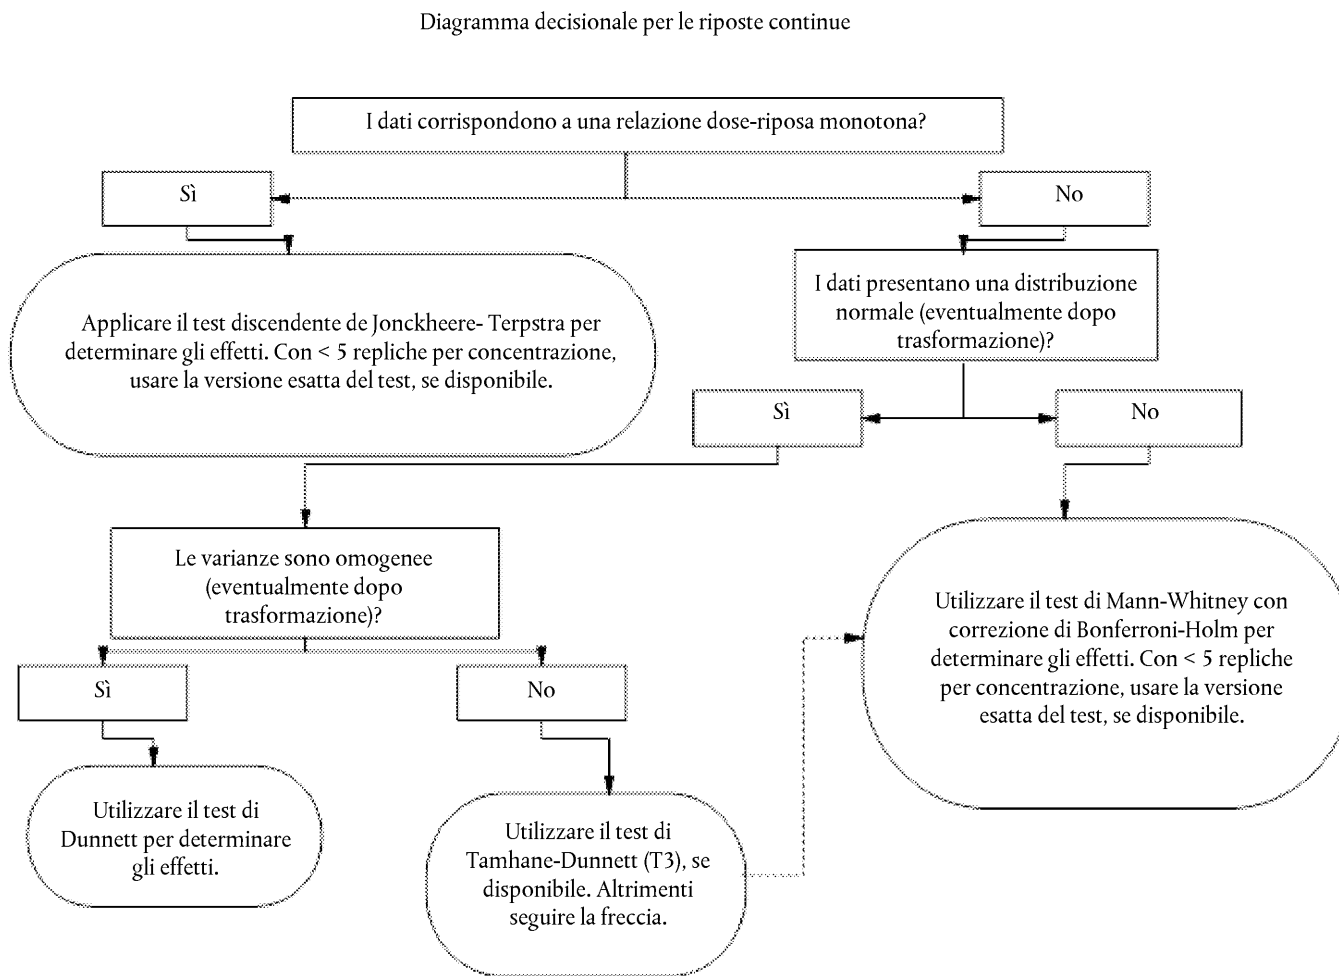 Diagramma decisionale per le riposte continue
I dati corrispondono a una relazione dose-riposa monotona?
Sì
No
Applicare il test discendente de Jonckheere- Terpstra per
determinare gli effetti. Con < 5 repliche per concentrazione,
usare la versione esatta del test, se disponibile.
I dati presentano una distribuzione
normale (eventualmente dopo
trasformazione)?
Sì
No
Le varianze sono omogenee
(eventualmente dopo
trasformazione)?
Utilizzare il test di Mann-Whitney con
correzione di Bonferroni-Holm per
determinare gli effetti. Con < 5 repliche
per concentrazione, usare la versione
esatta del test, se disponibile.
Sì
No
Utilizzare il test di
Dunnett per determinare
gli effetti.
Utilizzare il test di
Tamhane-Dunnett (T3), se
disponibile. Altrimenti
seguire la freccia.